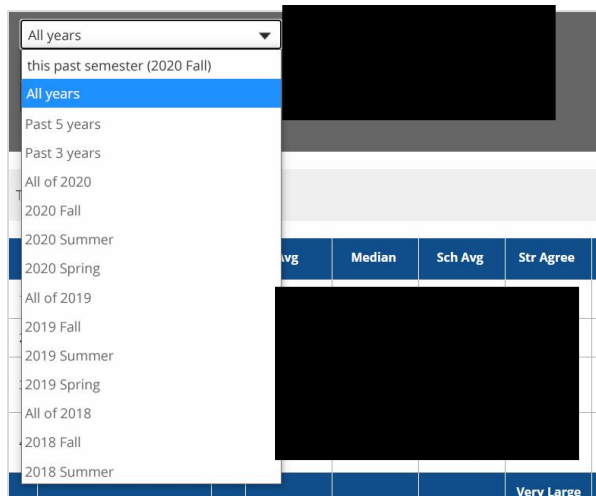 All years
this past semester (2020 Fall)
All years
Past 5 years
Past 3 years
All of 2020
2020 Fall
2020 Summer
2020 Spring
All of 2019
2019 Fall
2019 Summer
2019 Spring
All of 2018
2018 Fall
2018 Summer
Avg Median Sch Avg Str Agree
Very Large